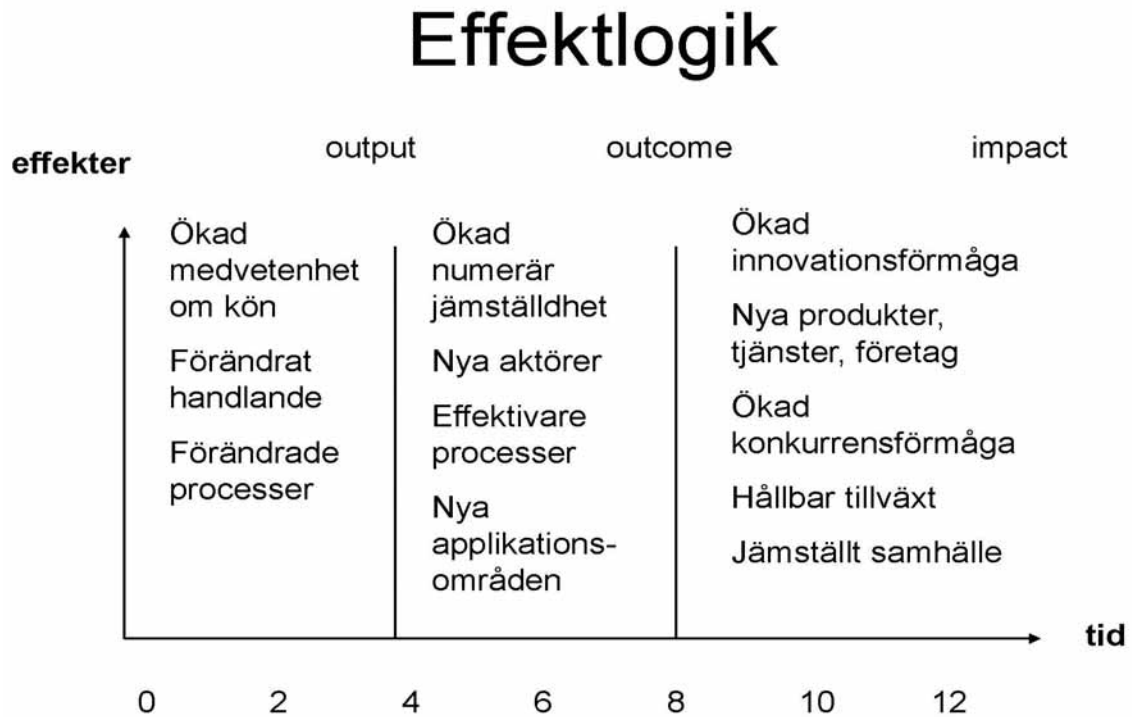 Effektlogik
output
outcome
impact
effekter
Ökad
medvetenhet
om kön
Förändrat
handlande
Förändrade
processer
Ökad
numerär
jämställdhet
Nya aktörer
Effektivare
processer
Nya
applikations-
områden
Ökad
innovationsförmåga
Nya produkter,
tjänster, företag
Ökad
konkurrensförmåga
Hållbar tillväxt
Jämställt samhälle
tid
0 2 4 6 8 10 12